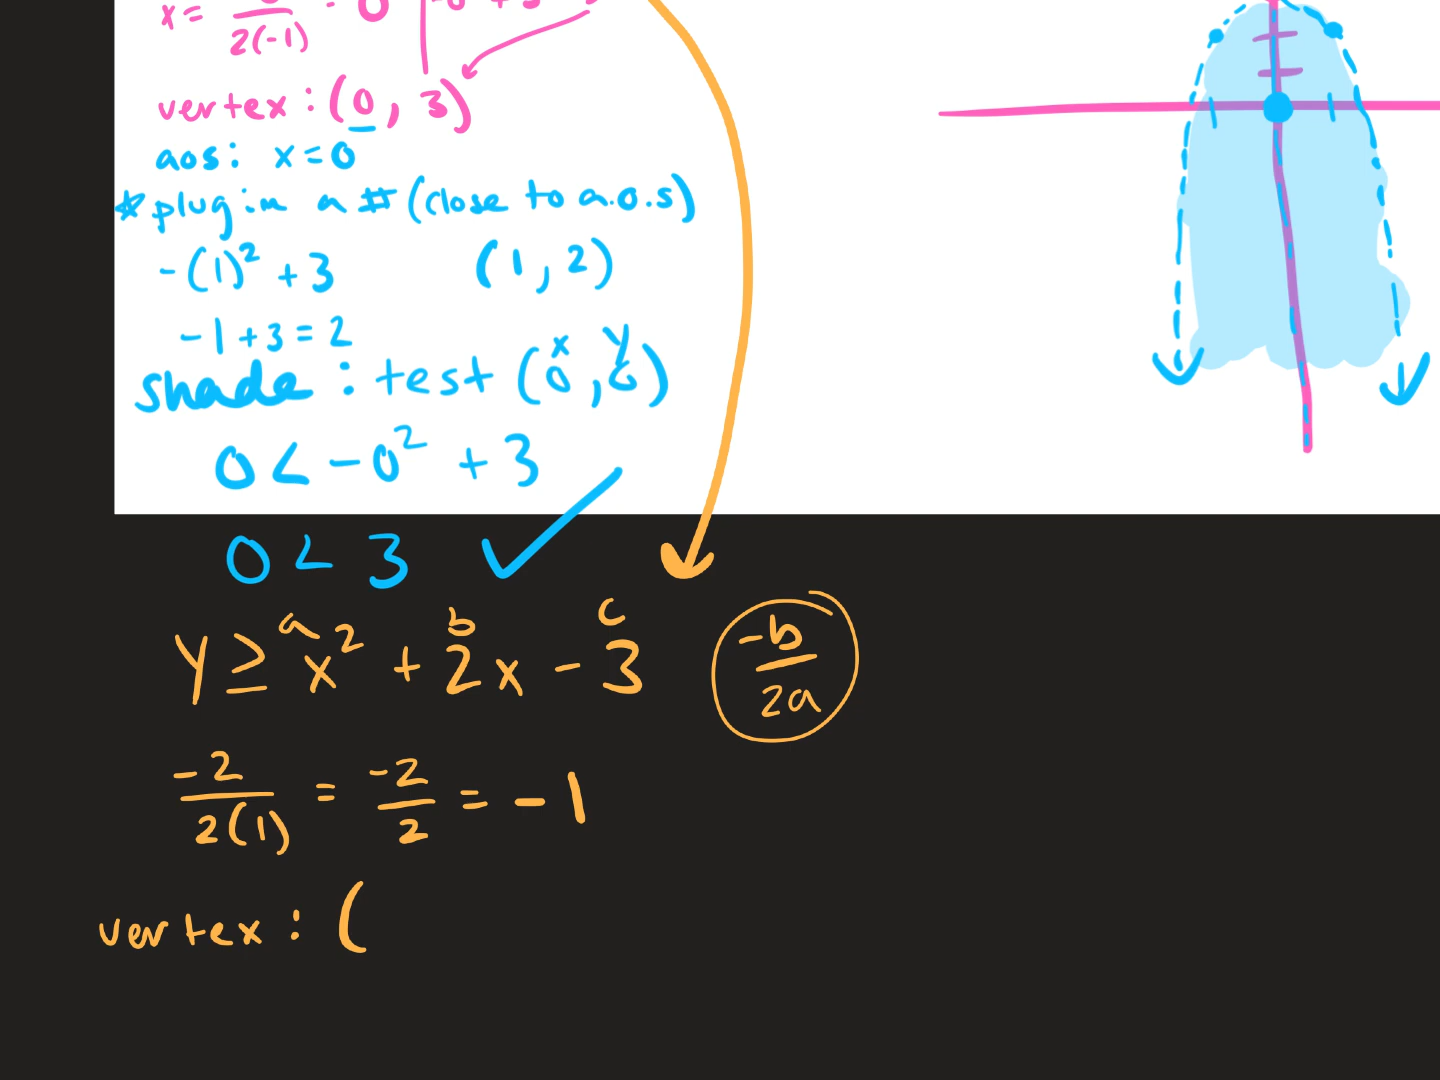 x = 2(-1) = 0
vertex : (0, 3)
aos: x=0
*plug in a # (close to a.o.s)
-(1)² + 3 (1, 2)
-1+3=2
x y
shade : test (0, 0)
0 < -0² + 3
0 < 3 ✓
a b c
y ≥ x² + 2x - 3 -b/2a
-2/2(1) = -2/2 = -1
vertex : (